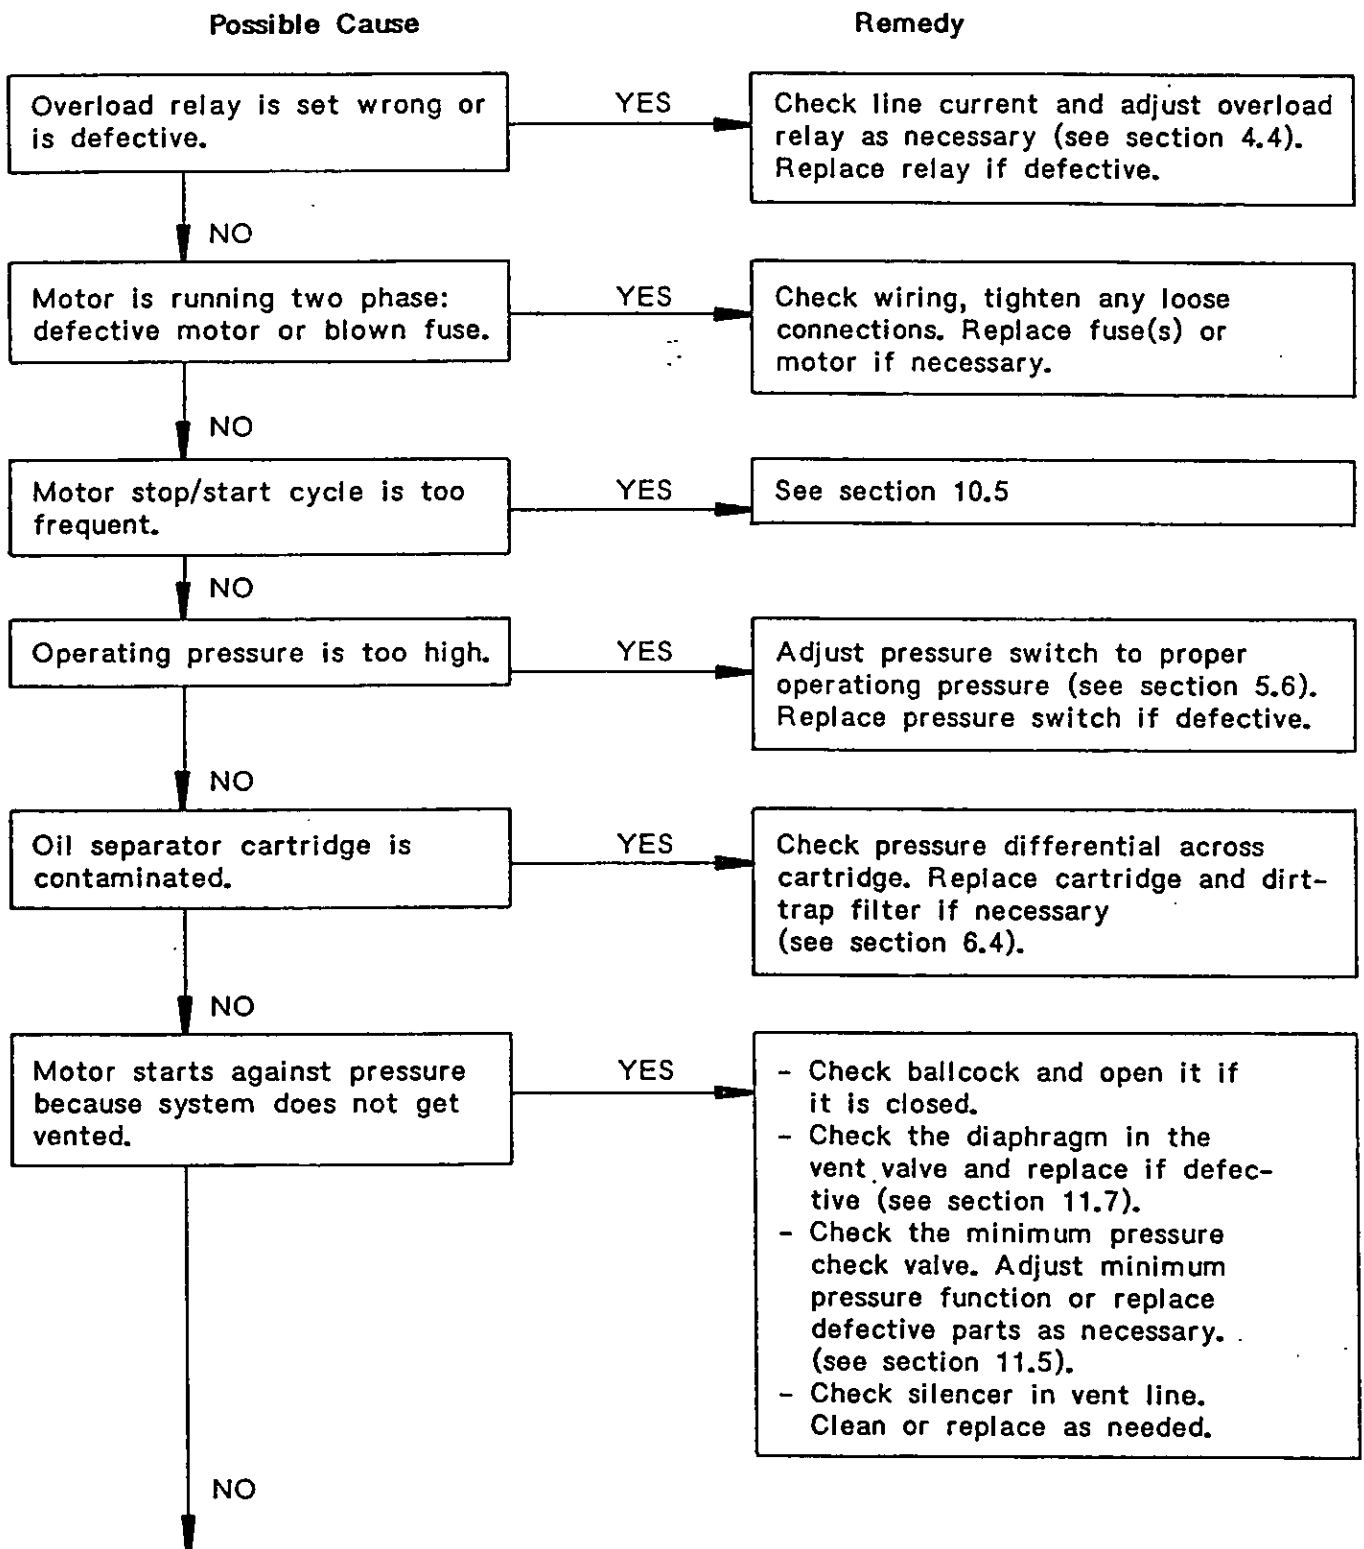 Possible Cause
Remedy
Overload relay is set wrong or
is defective.
YES
Check line current and adjust overload
relay as necessary (see section 4.4).
Replace relay if defective.
NO
Motor is running two phase:
defective motor or blown fuse.
YES
Check wiring, tighten any loose
connections. Replace fuse(s) or
motor if necessary.
NO
Motor stop/start cycle is too
frequent.
YES
See section 10.5
NO
Operating pressure is too high.
YES
Adjust pressure switch to proper
operationg pressure (see section 5.6).
Replace pressure switch if defective.
NO
Oil separator cartridge is
contaminated.
YES
Check pressure differential across
cartridge. Replace cartridge and dirt-
trap filter if necessary
(see section 6.4).
NO
Motor starts against pressure
because system does not get
vented.
YES
- Check ballcock and open it if
it is closed.
- Check the diaphragm in the
vent valve and replace if defec-
tive (see section 11.7).
- Check the minimum pressure
check valve. Adjust minimum
pressure function or replace
defective parts as necessary.
(see section 11.5).
- Check silencer in vent line.
Clean or replace as needed.
NO